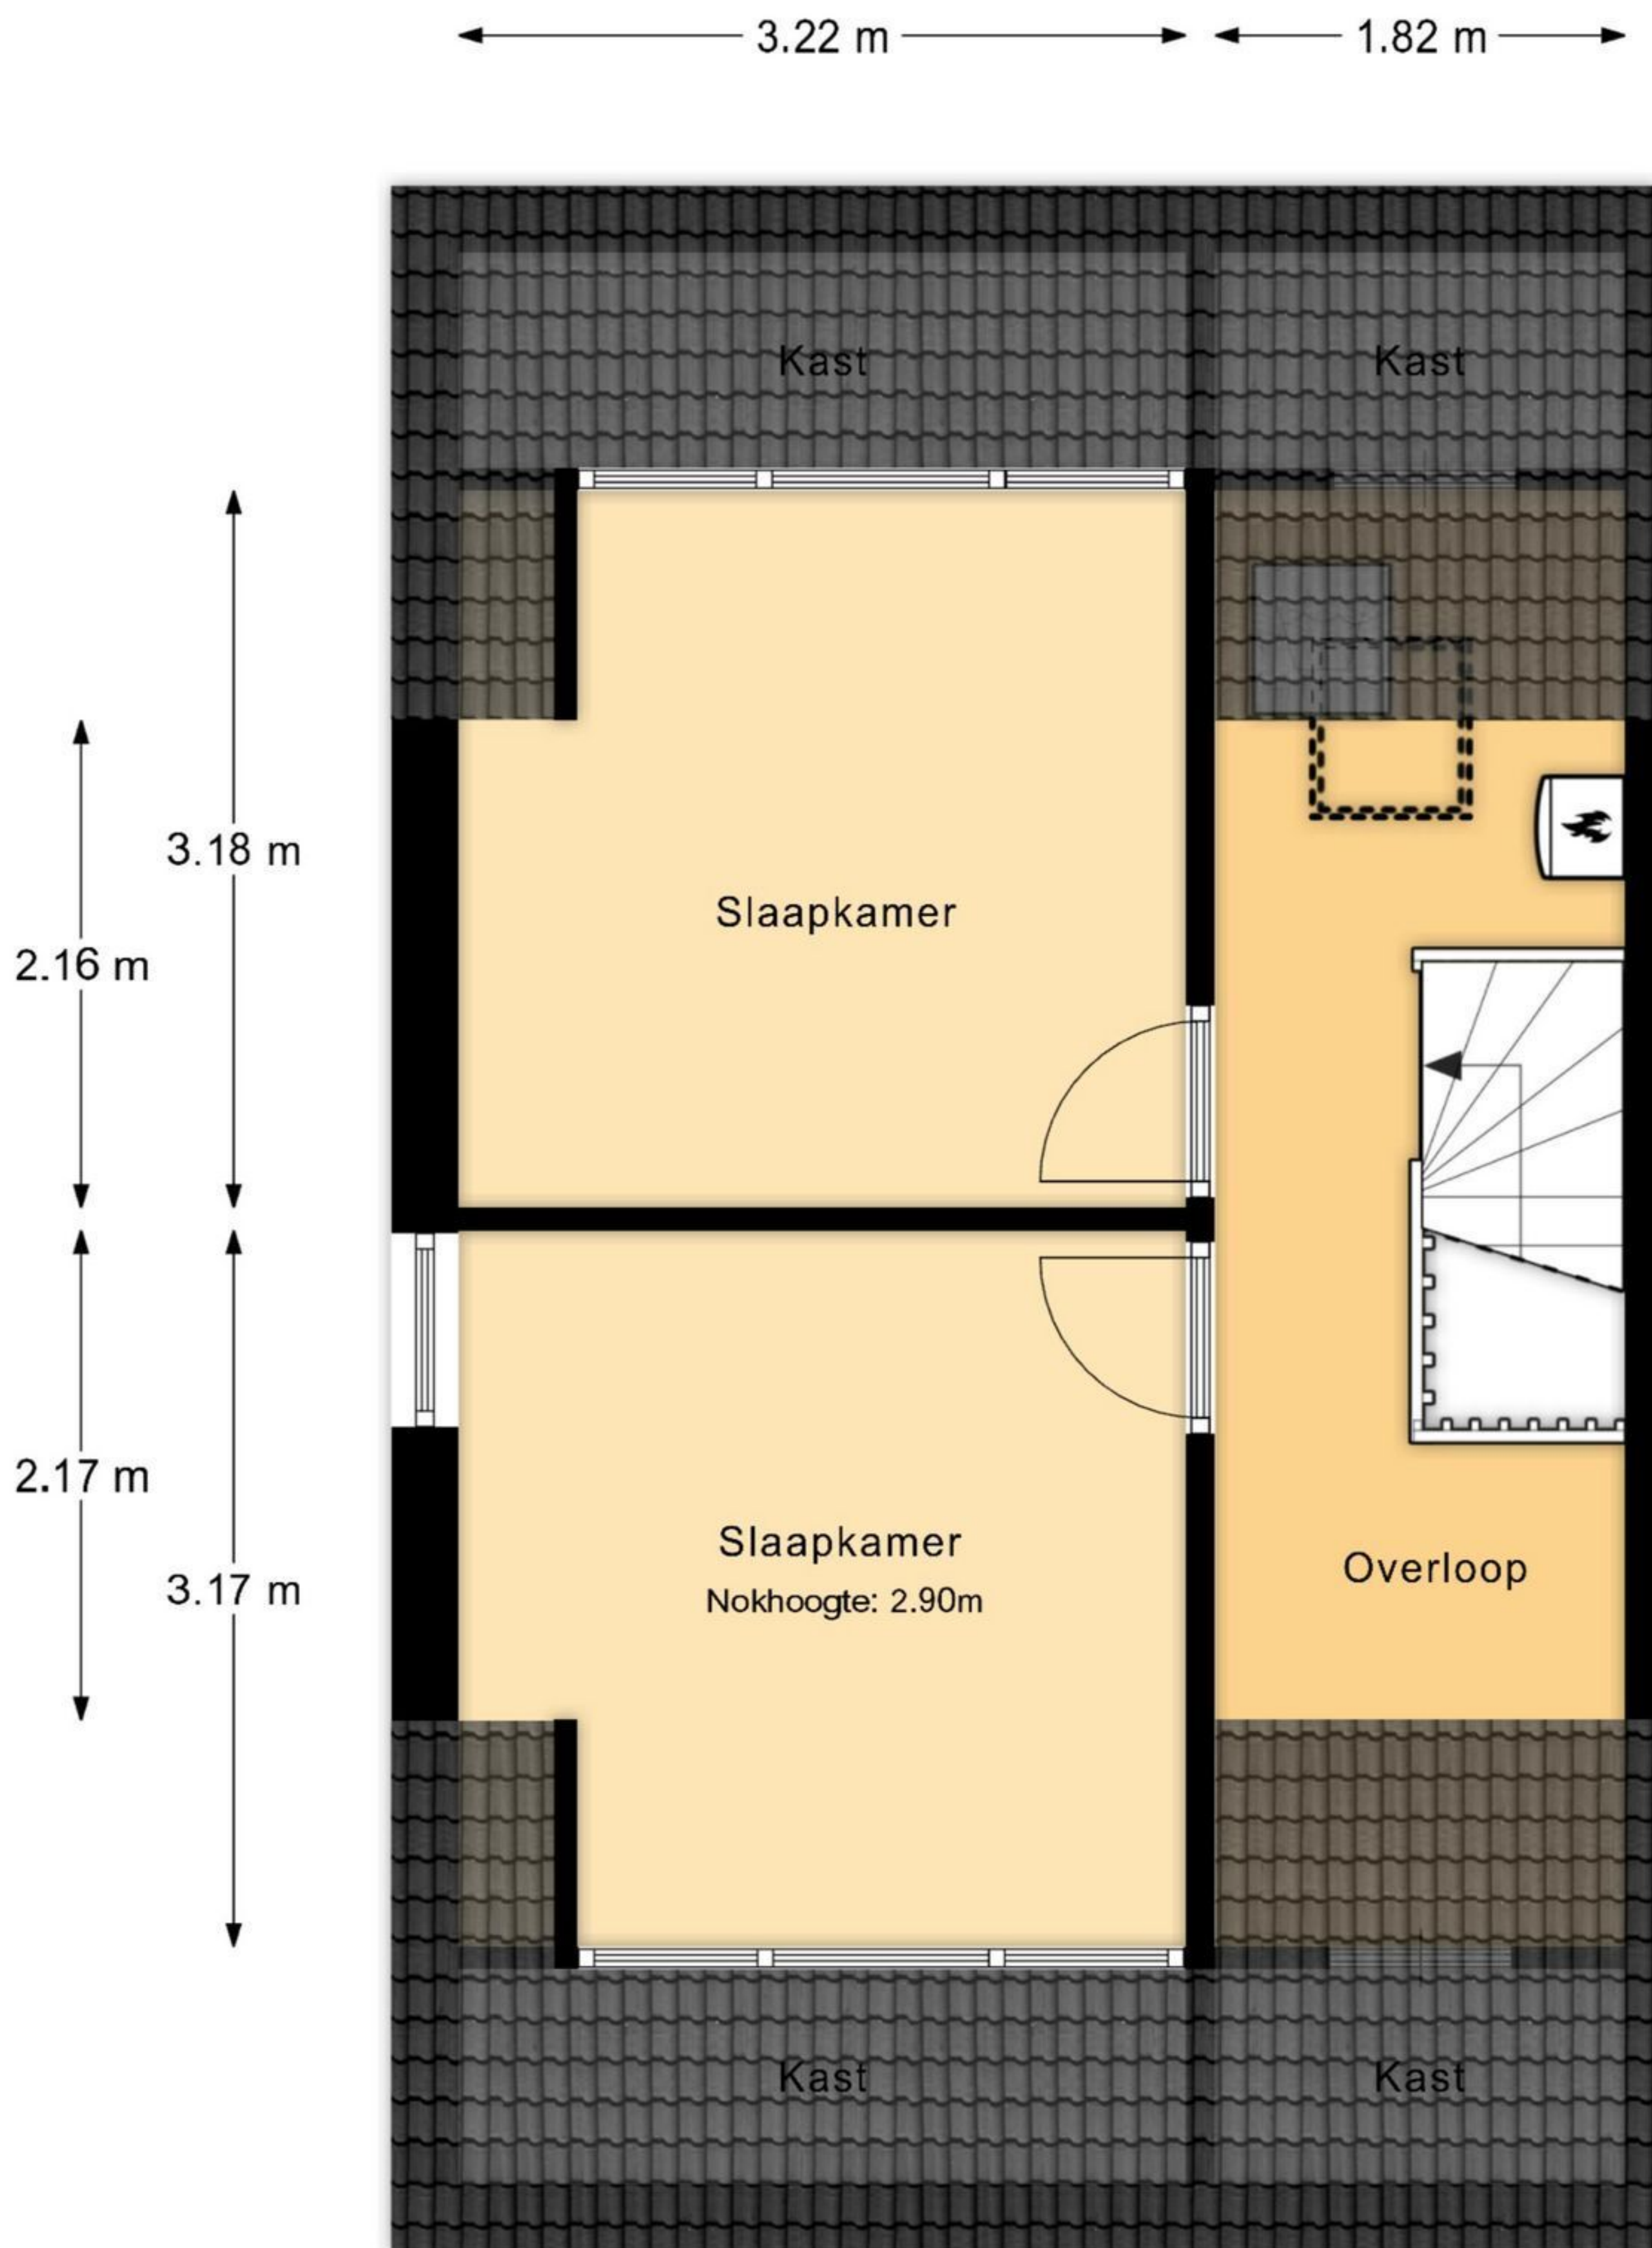 3.22 m
1.82 m
Kast
Kast
3.18 m
Slaapkamer
2.16 m
2.17 m
Slaapkamer
Overloop
Nokhoogte: 2.90m
3.17 m
Kast
Kast